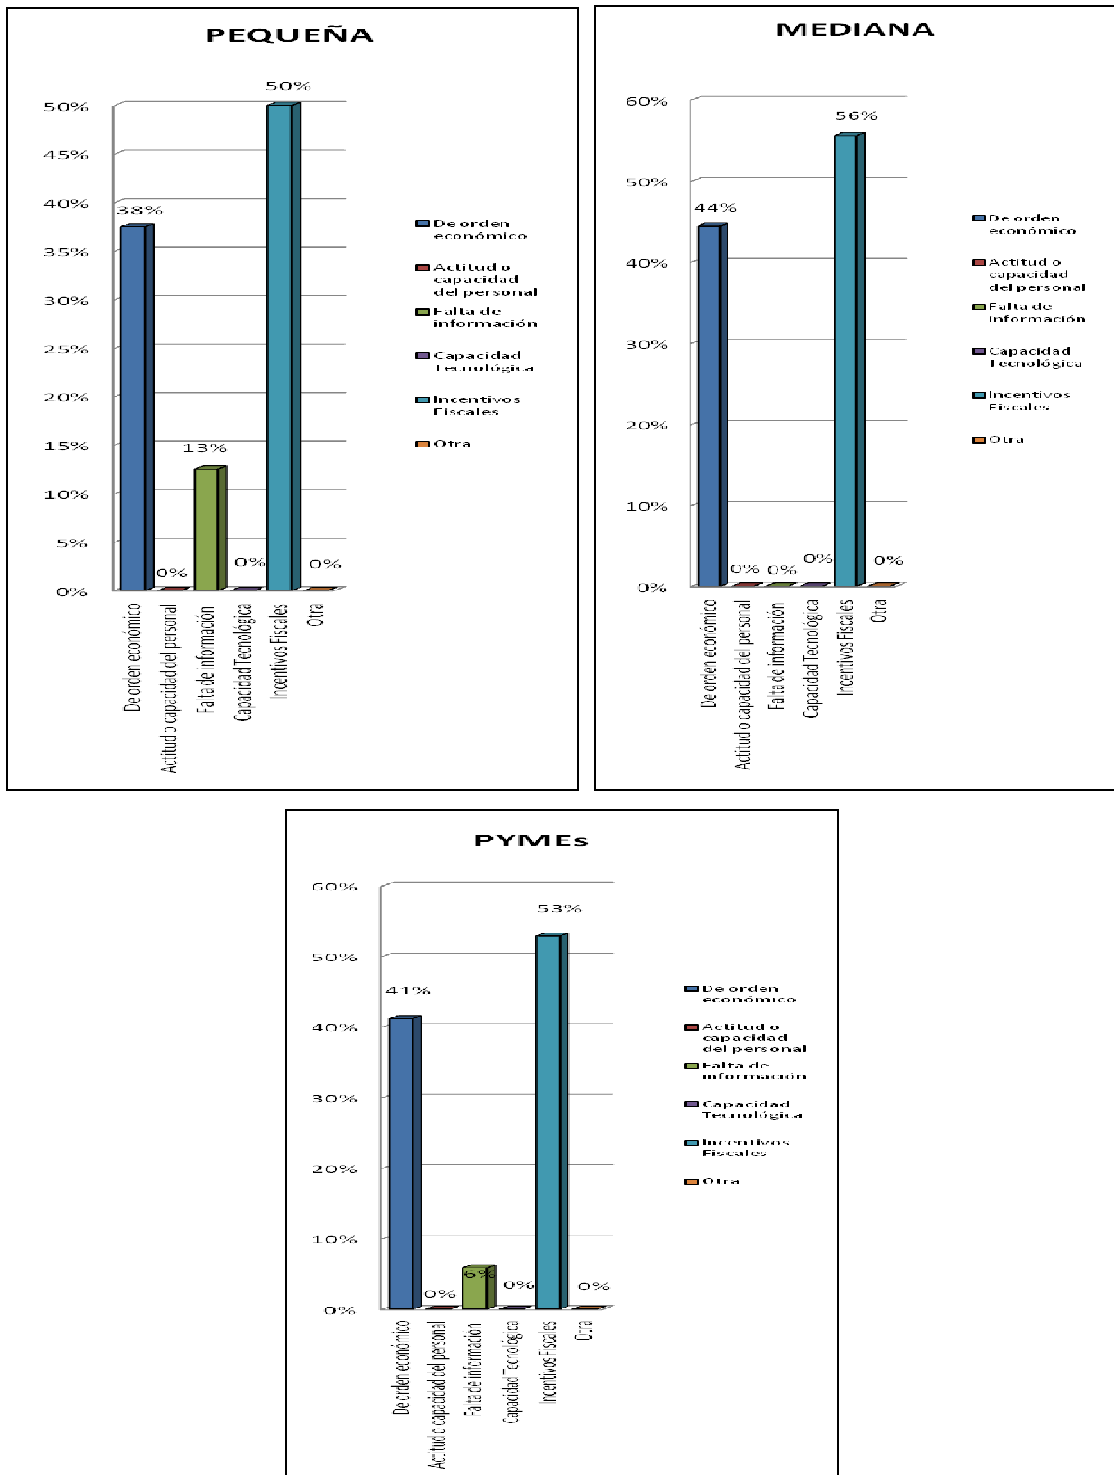 PEQUEÑA
50%
50%
45%
40%
38%
35%
30%
25%
20%
15%
13%
10%
5%
0%
0%
0%
0%
De orden económico
Actitud o capacidad del personal
Falta de información
Capacidad Tecnológica
Incentivos Fiscales
Otra
De orden
económico
Actitud o
capacidad
del personal
Falta de
información
Capacidad
Tecnológica
Incentivos
Fiscales
Otra
MEDIANA
60%
56%
50%
44%
40%
30%
20%
10%
0%
0%
0%
0%
0%
De orden económico
Actitud o capacidad del personal
Falta de información
Capacidad Tecnológica
Incentivos Fiscales
Otra
De orden
económico
Actitud o
capacidad
del personal
Falta de
información
Capacidad
Tecnológica
Incentivos
Fiscales
Otra
PYMEs
60%
53%
50%
41%
40%
30%
20%
10%
6%
0%
0%
0%
0%
De orden económico
Actitud o capacidad del personal
Falta de información
Capacidad Tecnológica
Incentivos Fiscales
Otra
De orden
económico
Actitud o
capacidad
del personal
Falta de
información
Capacidad
Tecnológica
Incentivos
Fiscales
Otra